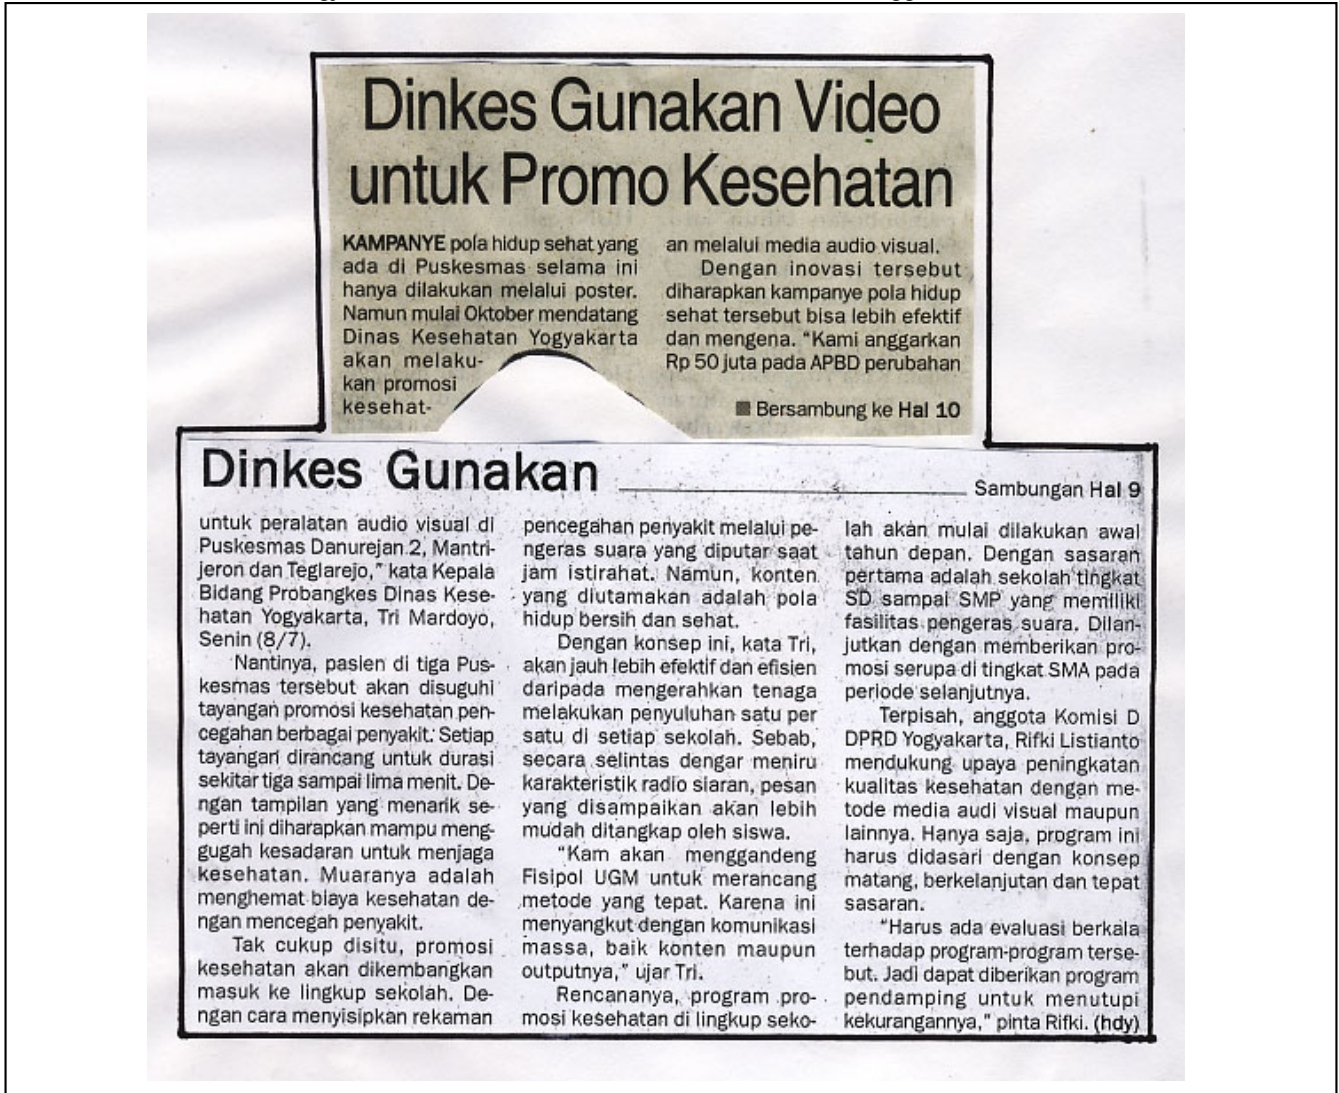 Dinkes Gunakan Video
untuk Promo Kesehatan
KAMPANYE pola hidup sehat yang
ada di Puskesmas selama ini
hanya dilakukan melalui poster.
Namun mulai Oktober mendatang
Dinas Kesehatan Yogyakarta
akan melaku-
kan promosi
kesehat-
an melalui media audio visual.
Dengan inovasi tersebut
diharapkan kampanye pola hidup
sehat tersebut bisa lebih efektif
dan mengena. "Kami anggarkan
Rp 50 juta pada APBD perubahan
■ Bersambung ke Hal 10
Dinkes Gunakan
Sambungan Hal 9
untuk peralatan audio visual di
Puskesmas Danurejan 2, Mantri-
jeron dan Teglarejo," kata Kepala
Bidang Probangkes Dinas Kese-
hatan Yogyakarta, Tri Mardoyo,
Senin (8/7).
Nantinya, pasien di tiga Pus-
kesmas tersebut akan disuguhi
tayangan promosi kesehatan pen-
cegahan berbagai penyakit. Setiap
tayangan dirancang untuk durasi
sekitar tiga sampai lima menit. De-
ngan tampilan yang menarik se-
perti ini diharapkan mampu meng-
gugah kesadaran untuk menjaga
kesehatan. Muaranya adalah
menghemat biaya kesehatan de-
ngan mencegah penyakit.
Tak cukup disitu, promosi
kesehatan akan dikembangkan
masuk ke lingkup sekolah. De-
ngan cara menyisipkan rekaman
pencegahan penyakit melalui pe-
ngeras suara yang diputar saat
jam istirahat. Namun, konten
yang diutamakan adalah pola
hidup bersih dan sehat.
Dengan konsep ini, kata Tri,
akan jauh lebih efektif dan efisien
daripada mengerahkan tenaga
melakukan penyuluhan satu per
satu di setiap sekolah. Sebab,
secara selintas dengar meniru
karakteristik radio siaran, pesan
yang disampaikan akan lebih
mudah ditangkap oleh siswa.
"Kam akan menggandeng
Fisipol UGM untuk merancang
metode yang tepat. Karena ini
menyangkut dengan komunikasi
massa, baik konten maupun
outputnya," ujar Tri.
Rencananya, program pro-
mosi kesehatan di lingkup seko-
lah akan mulai dilakukan awal
tahun depan. Dengan sasaran
pertama adalah sekolah tingkat
SD sampai SMP yang memiliki
fasilitas pengeras suara. Dilan-
jutkan dengan memberikan pro-
mosi serupa di tingkat SMA pada
periode selanjutnya.
Terpisah, anggota Komisi D
DPRD Yogyakarta, Rifki Listianto
mendukung upaya peningkatan
kualitas kesehatan dengan me-
tode media audi visual maupun
lainnya. Hanya saja, program ini
harus didasari dengan konsep
matang, berkelanjutan dan tepat
sasaran.
"Harus ada evaluasi berkala
terhadap program-program terse-
but. Jadi dapat diberikan program
pendamping untuk menutupi
kekurangannya," pinta Rifki. (hdy)